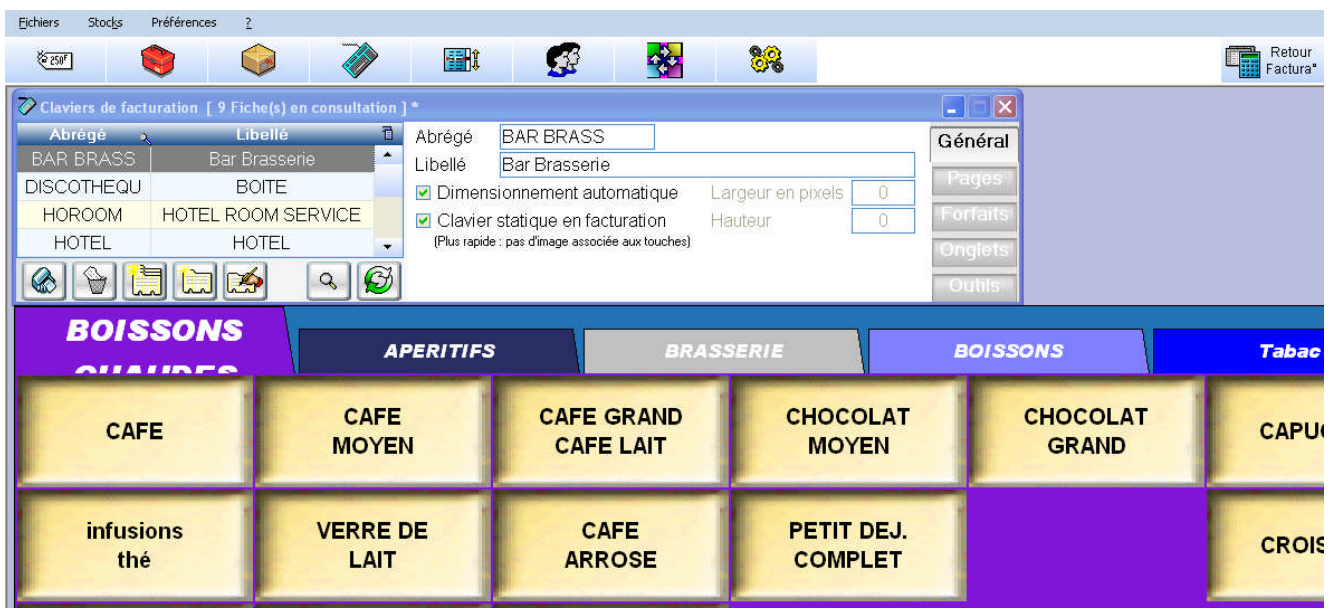 Fichiers Stocks Préférences ?
250F
Retour
Factura°
Claviers de facturation [ 9 Fiche(s) en consultation ] *
Abrégé Libellé
BAR BRASS Bar Brasserie
DISCOTHEQU BOITE
HOROOM HOTEL ROOM SERVICE
HOTEL HOTEL
Abrégé BAR BRASS
Libellé Bar Brasserie
Dimensionnement automatique Largeur en pixels 0
Clavier statique en facturation Hauteur 0
(Plus rapide : pas d'image associée aux touches)
Général
Pages
Forfaits
Onglets
Outils
BOISSONS
CHAUDES
APERITIFS
BRASSERIE
BOISSONS
Tabac
CAFE
CAFE
MOYEN
CAFE GRAND
CAFE LAIT
CHOCOLAT
MOYEN
CHOCOLAT
GRAND
infusions
thé
VERRE DE
LAIT
CAFE
ARROSE
PETIT DEJ.
COMPLET